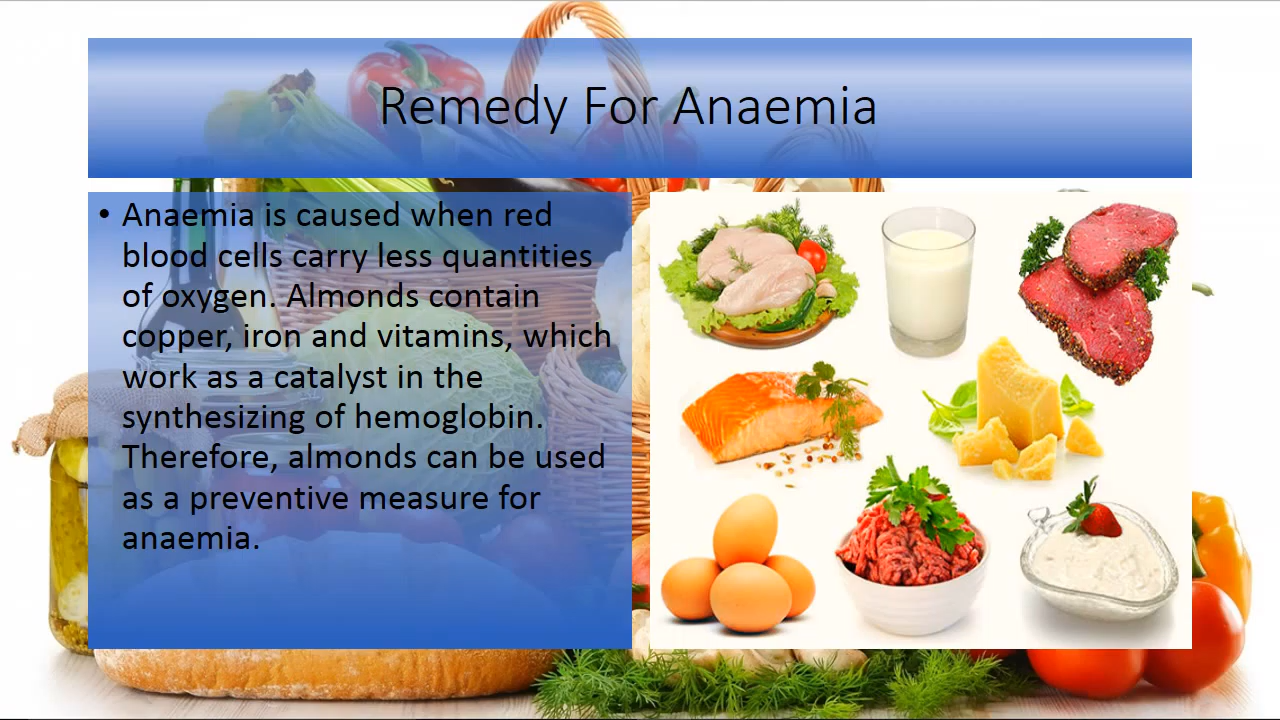 Remedy For Anaemia
• Anaemia is caused when red
blood cells carry less quantities
of oxygen. Almonds contain
copper, iron and vitamins, which
work as a catalyst in the
synthesizing of hemoglobin.
Therefore, almonds can be used
as a preventive measure for
anaemia.